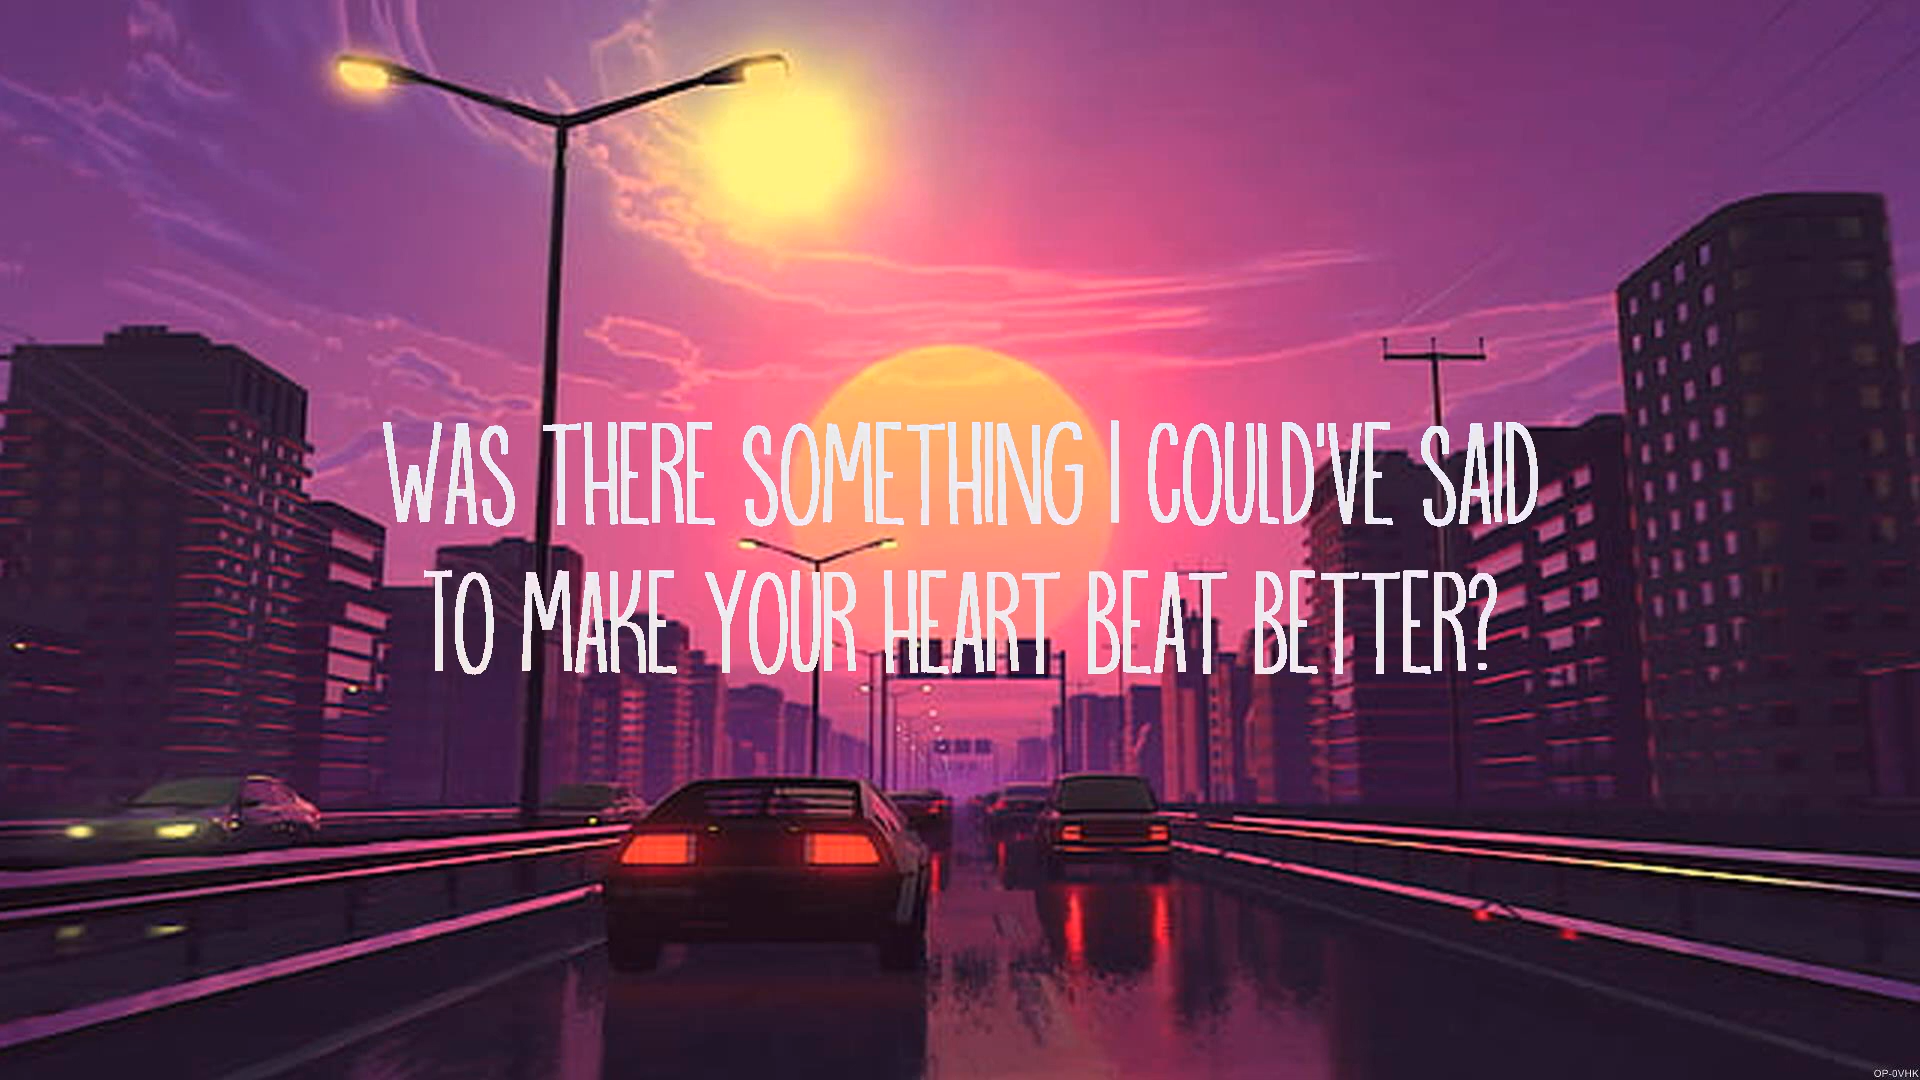 WAS THERE SOMETHING I COULD'VE SAID
TO MAKE YOUR HEART BEAT BETTER?
OP-0VHK